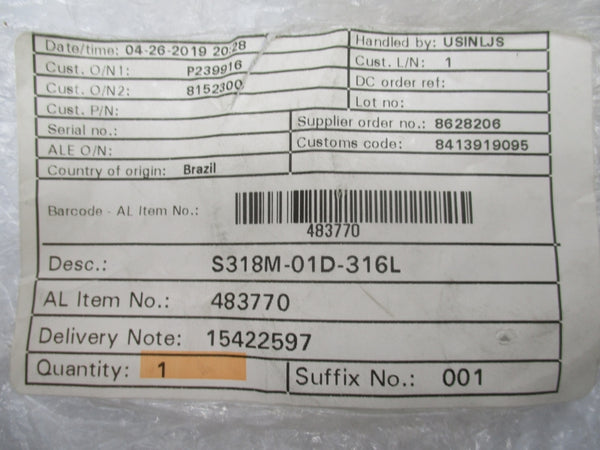 Date/time: 04-26-2019 20:28
Handled by: USINLJS
Cust. O/N1: P239916
Cust. L/N: 1
Cust. O/N2: 8152300
DC order ref:
Cust. P/N:
Lot no:
Serial no.:
Supplier order no.: 8628206
ALE O/N:
Customs code: 8413919095
Country of origin: Brazil
Barcode - AL Item No.:
483770
Desc.: S318M-01D-316L
AL Item No.: 483770
Delivery Note: 15422597
Quantity: 1
Suffix No.: 001